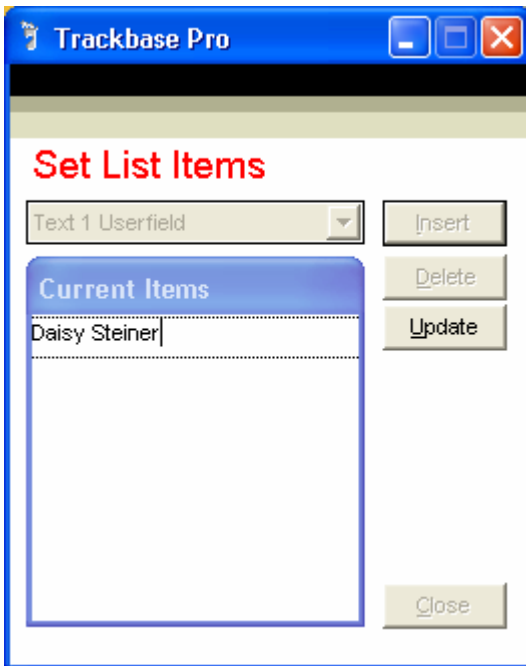 Trackbase Pro
Set List Items
Text 1 Userfield
Insert
Current Items
Delete
Daisy Steiner
Update
Close